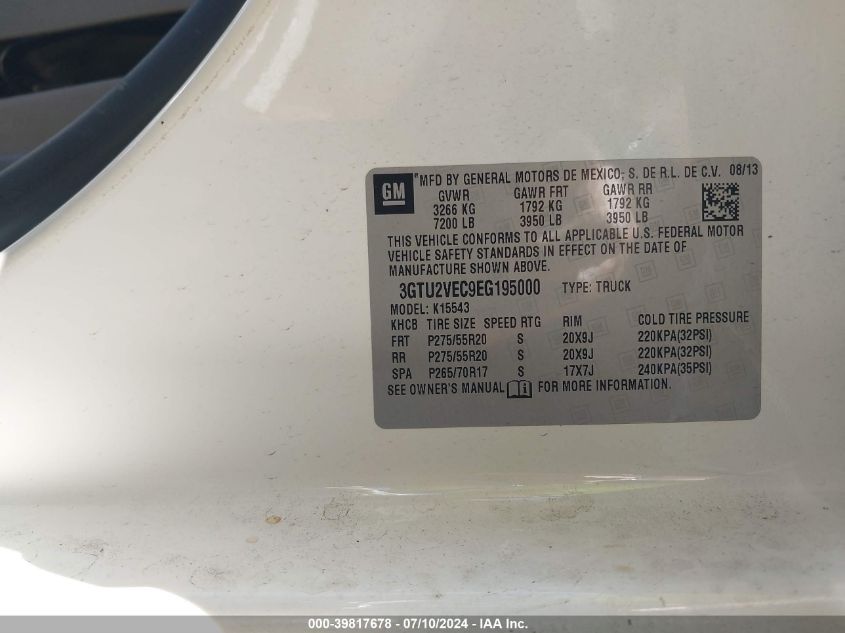 GM
"MFD BY GENERAL MOTORS DE MEXICO, S. DE R.L. DE C.V. 08/13
GVWR GAWR FRT GAWR RR
3266 KG 1792 KG 1792 KG
7200 LB 3950 LB 3950 LB
THIS VEHICLE CONFORMS TO ALL APPLICABLE U.S. FEDERAL MOTOR
VEHICLE SAFETY STANDARDS IN EFFECT ON THE DATE OF
MANUFACTURE SHOWN ABOVE.
3GTU2VEC9EG195000 TYPE: TRUCK
MODEL: K15543
KHCB TIRE SIZE SPEED RTG RIM COLD TIRE PRESSURE
FRT P275/55R20 S 20X9J 220KPA(32PSI)
RR P275/55R20 S 20X9J 220KPA(32PSI)
SPA P265/70R17 S 17X7J 240KPA(35PSI)
SEE OWNER'S MANUAL FOR MORE INFORMATION.
000-39817678 - 07/10/2024 - IAA Inc.